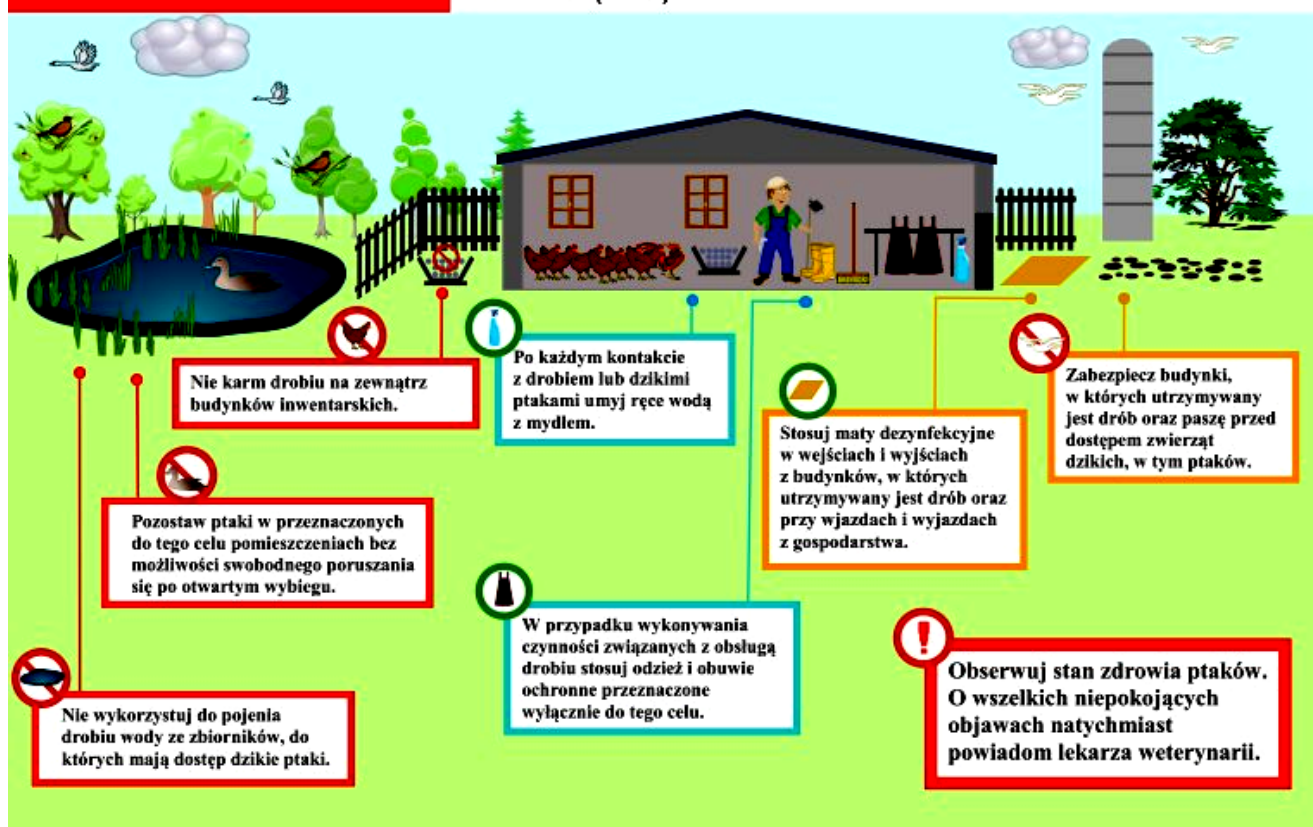 Nie karm drobiu na zewnątrz
budynków inwentarskich.
Po każdym kontakcie
z drobiem lub dzikimi
ptakami umyj ręce wodą
z mydłem.
Zabezpiecz budynki,
w których utrzymywany
jest drób oraz paszę przed
dostępem zwierząt
dzikich, w tym ptaków.
Stosuj maty dezynfekcyjne
w wejściach i wyjściach
z budynków, w których
utrzymywany jest drób oraz
przy wjazdach i wyjazdach
z gospodarstwa.
Pozostaw ptaki w przeznaczonych
do tego celu pomieszczeniach bez
możliwości swobodnego poruszania
się po otwartym wybiegu.
W przypadku wykonywania
czynności związanych z obsługą
drobiu stosuj odzież i obuwie
ochronne przeznaczone
wyłącznie do tego celu.
Nie wykorzystuj do pojenia
drobiu wody ze zbiorników, do
których mają dostęp dzikie ptaki.
Obserwuj stan zdrowia ptaków.
O wszelkich niepokojących
objawach natychmiast
powiadom lekarza weterynarii.